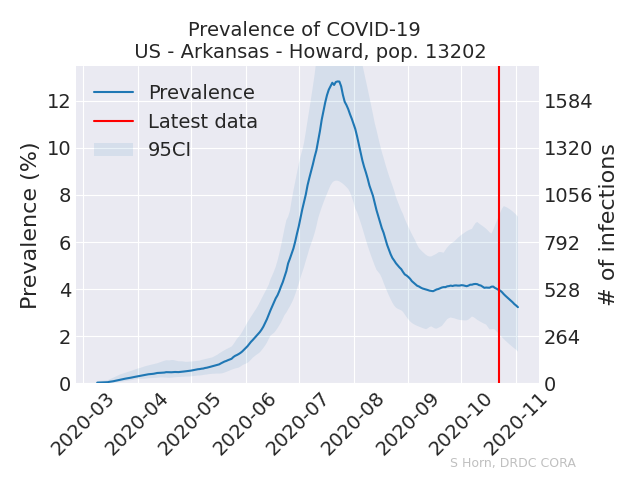 Prevalence of COVID-19
US - Arkansas - Howard, pop. 13202
Prevalence
Latest data
95CI
Prevalence (%)
12
10
8
6
4
2
0
1584
1320
1056
792
528
264
0
# of infections
2020-03
2020-04
2020-05
2020-06
2020-07
2020-08
2020-09
2020-10
2020-11
S Horn, DRDC CORA